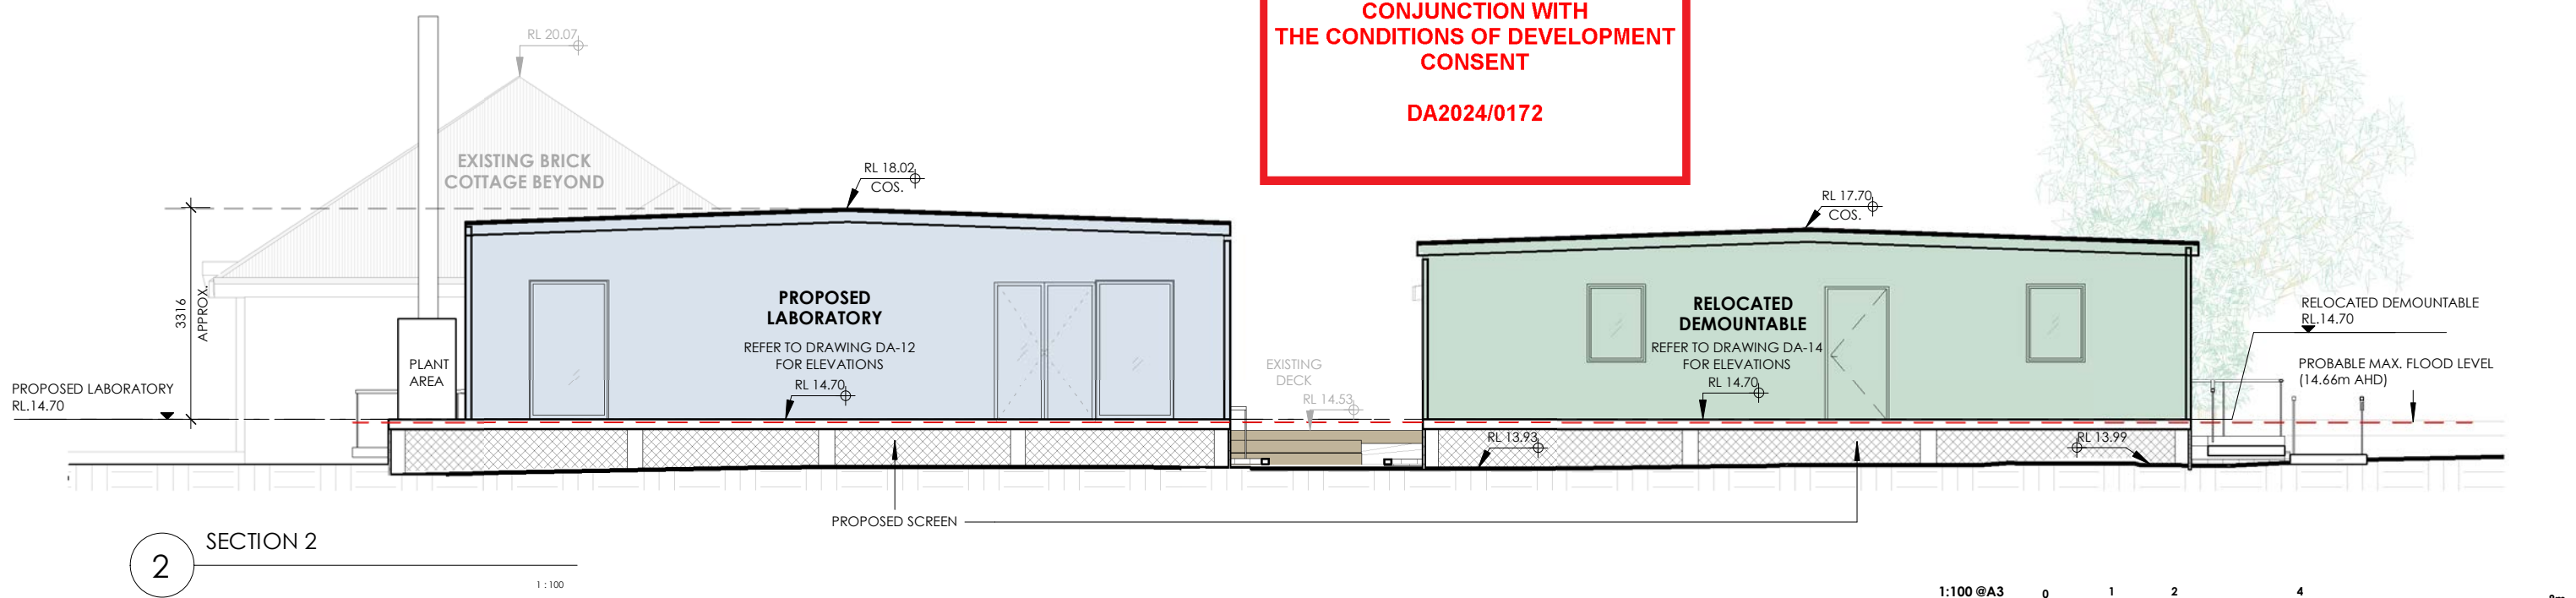 CONJUNCTION WITH
THE CONDITIONS OF DEVELOPMENT
CONSENT
DA2024/0172
RL 20.07
EXISTING BRICK
COTTAGE BEYOND
RL 18.02
COS.
RL 17.70
COS.
3316
APPROX.
PROPOSED
LABORATORY
REFER TO DRAWING DA-12
FOR ELEVATIONS
RL 14.70
RELOCATED
DEMOUNTABLE
REFER TO DRAWING DA-14
FOR ELEVATIONS
RL 14.70
RELOCATED DEMOUNTABLE
RL.14.70
PROBABLE MAX. FLOOD LEVEL
(14.66m AHD)
PLANT
AREA
PROPOSED LABORATORY
RL.14.70
EXISTING
DECK
RL 14.53
RL 13.93
RL 13.99
PROPOSED SCREEN
2
SECTION 2
1 : 100
1:100 @A3
0
1
2
4